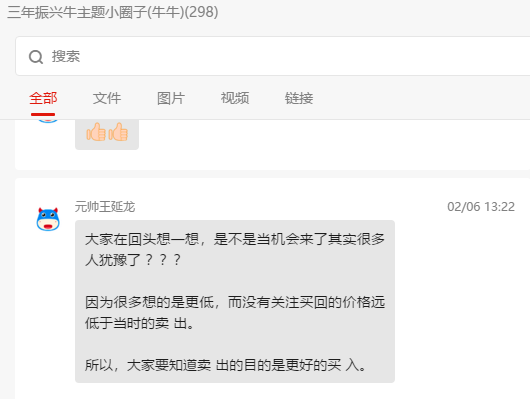 三年振兴牛主题小圈子(牛牛)(298)
搜索
全部 文件 图片 视频 链接
元帅王延龙 02/06 13:22
大家在回头想一想，是不是当机会来了其实很多
人犹豫了？？？
因为很多想的是更低，而没有关注买回的价格远
低于当时的卖 出。
所以，大家要知道卖 出的目的是更好的买 入。